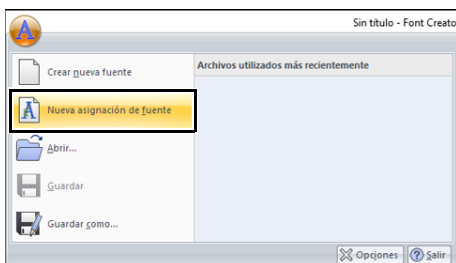 Sin título - Font Creato
Crear nueva fuente
Archivos utilizados más recientemente
Nueva asignación de fuente
Abrir...
Guardar
Guardar como...
Opciones
Salir